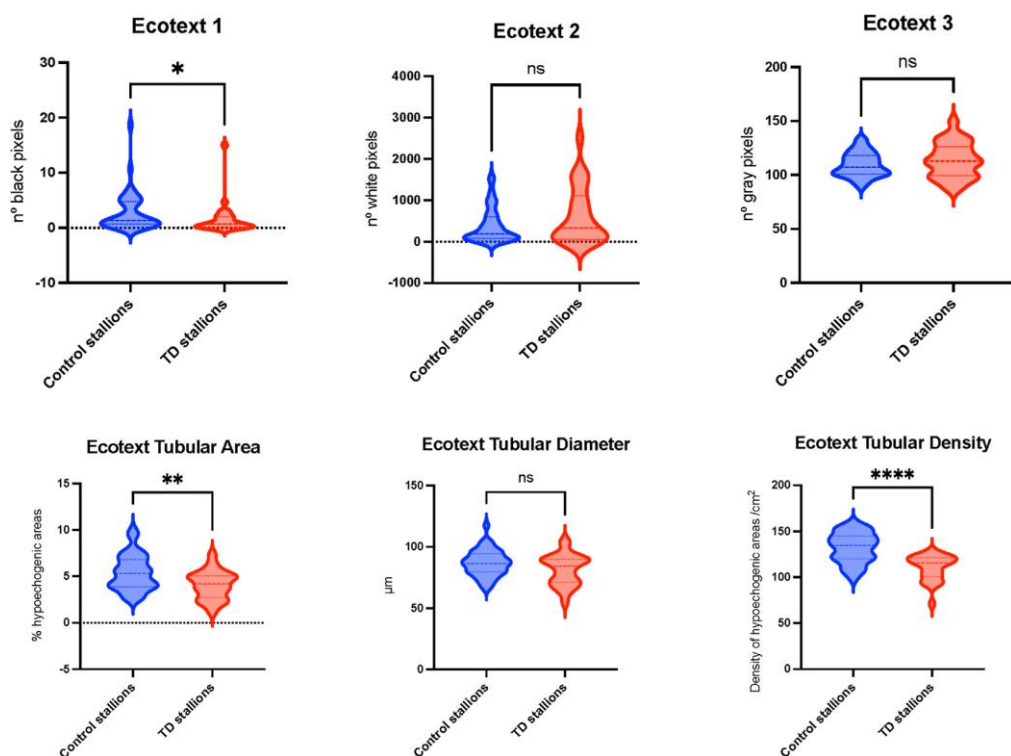 Ecotext 1
30
20
10
0
-10
nº black pixels
*
Control stallions
TD stallions
Ecotext 2
4000
3000
2000
1000
0
-1000
nº white pixels
ns
Control stallions
TD stallions
Ecotext 3
200
150
100
50
0
nº gray pixels
ns
Control stallions
TD stallions
Ecotext Tubular Area
15
10
5
0
-5
% hypoechogenic areas
**
Control stallions
TD stallions
Ecotext Tubular Diameter
150
100
50
0
µm
ns
Control stallions
TD stallions
Ecotext Tubular Density
200
150
100
50
0
Density of hypoechogenic areas /cm²
****
Control stallions
TD stallions